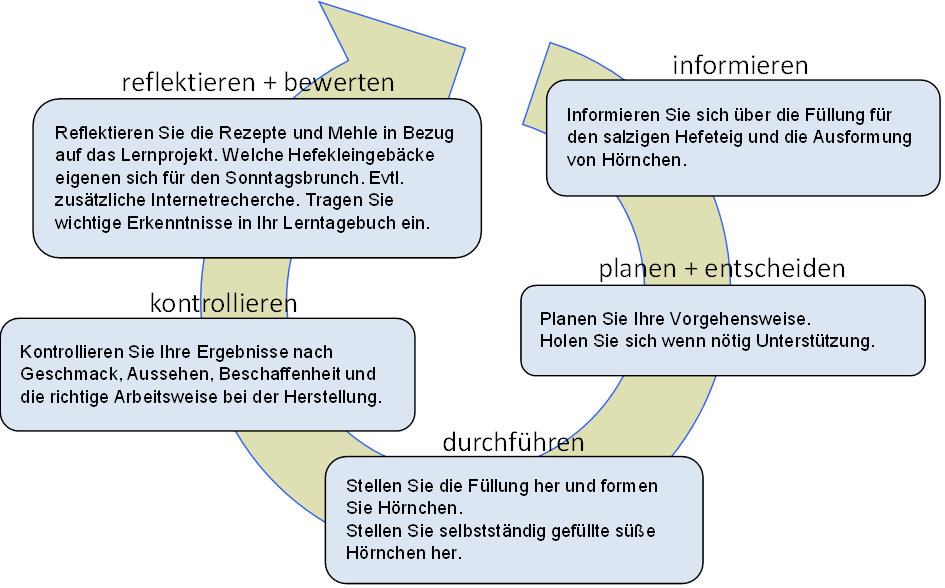 informieren
Informieren Sie sich über die Füllung für
den salzigen Hefeteig und die Ausformung
von Hörnchen.
planen + entscheiden
Planen Sie Ihre Vorgehensweise.
Holen Sie sich wenn nötig Unterstützung.
durchführen
Stellen Sie die Füllung her und formen
Sie Hörnchen.
Stellen Sie selbstständig gefüllte süße
Hörnchen her.
kontrollieren
Kontrollieren Sie Ihre Ergebnisse nach
Geschmack, Aussehen, Beschaffenheit und
die richtige Arbeitsweise bei der Herstellung.
reflektieren + bewerten
Reflektieren Sie die Rezepte und Mehle in Bezug
auf das Lernprojekt. Welche Hefekleingebäcke
eigenen sich für den Sonntagsbrunch. Evtl.
zusätzliche Internetrecherche. Tragen Sie
wichtige Erkenntnisse in Ihr Lerntagebuch ein.